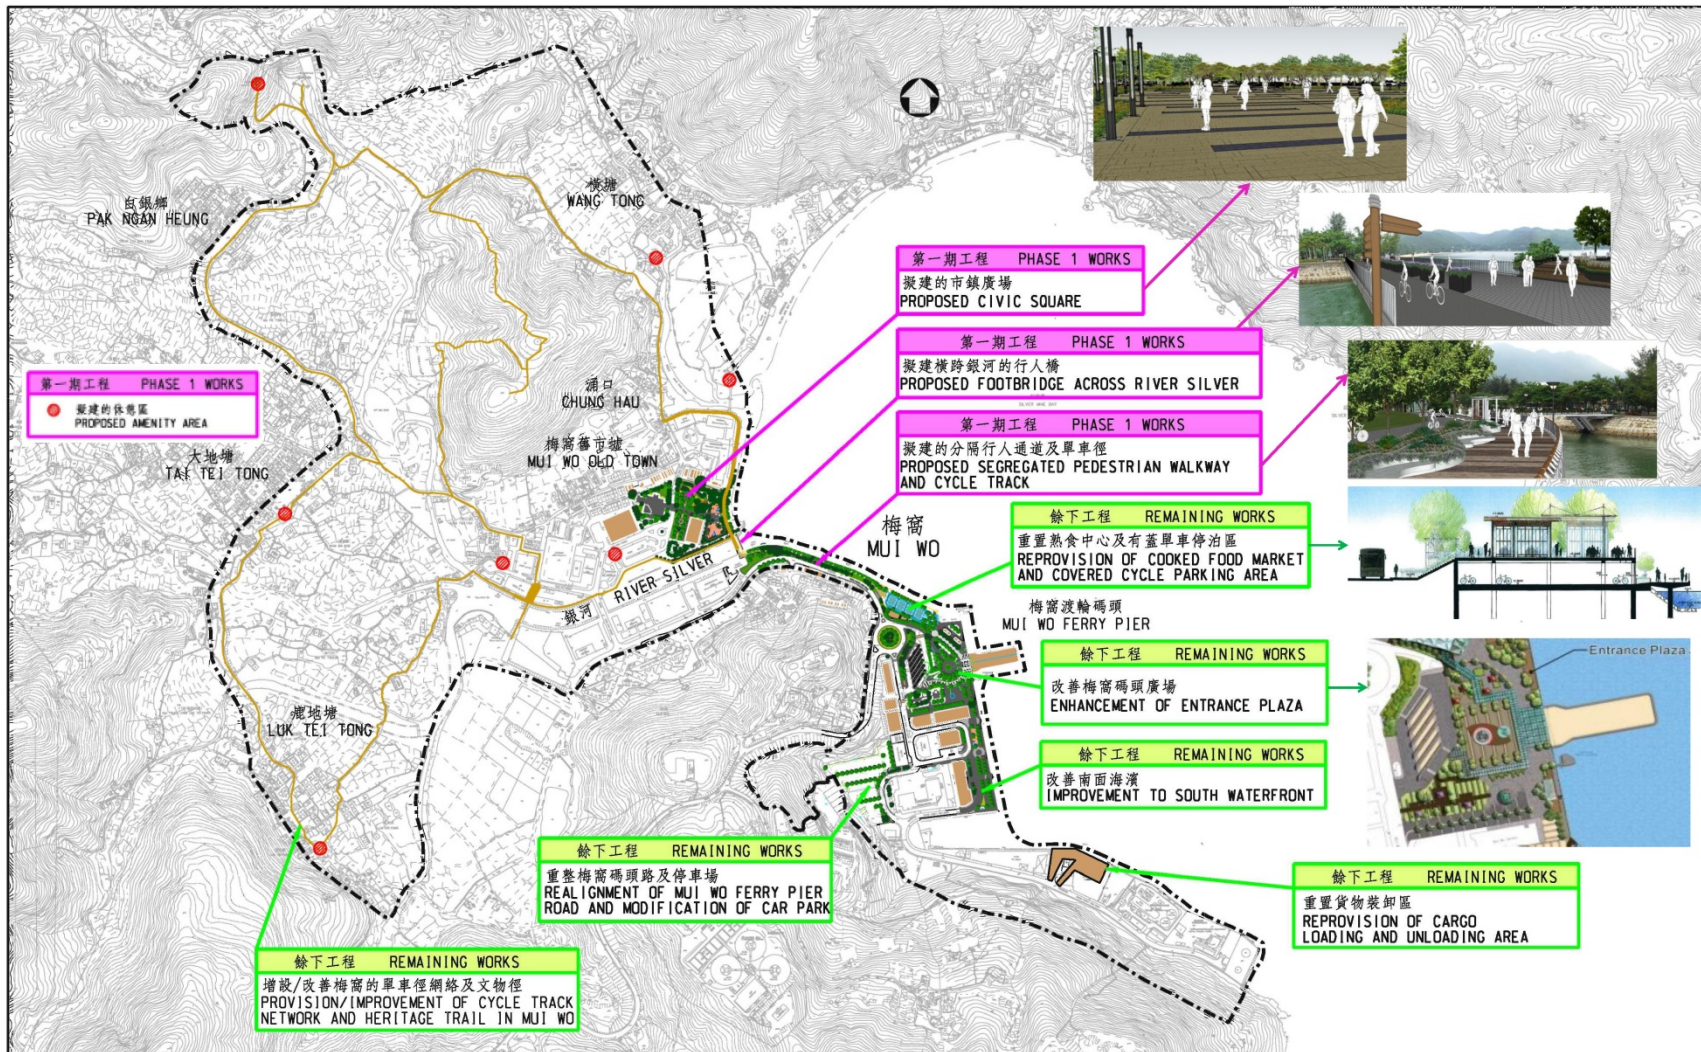 白銀鄉
PAK NGAN HEUNG
橫塘
WANG TONG
第一期工程 PHASE 1 WORKS
擬建的市鎮廣場
PROPOSED CIVIC SQUARE
第一期工程 PHASE 1 WORKS
擬建橫跨銀河的行人橋
PROPOSED FOOTBRIDGE ACROSS RIVER SILVER
第一期工程 PHASE 1 WORKS
擬建的分隔行人通道及單車徑
PROPOSED SEGREGATED PEDESTRIAN WALKWAY
AND CYCLE TRACK
第一期工程 PHASE 1 WORKS
擬建的休憩區
PROPOSED AMENITY AREA
涌口
CHUNG HAU
梅窩舊市墟
MUI WO OLD TOWN
大地塘
TAI TEI TONG
梅窩
MUI WO
銀河 RIVER SILVER
餘下工程 REMAINING WORKS
重置熟食中心及有蓋單車停泊區
REPROVISION OF COOKED FOOD MARKET
AND COVERED CYCLE PARKING AREA
梅窩渡輪碼頭
MUI WO FERRY PIER
餘下工程 REMAINING WORKS
改善梅窩碼頭廣場
ENHANCEMENT OF ENTRANCE PLAZA
Entrance Plaza
鹿地塘
LUK TEI TONG
餘下工程 REMAINING WORKS
改善南面海濱
IMPROVEMENT TO SOUTH WATERFRONT
餘下工程 REMAINING WORKS
重整梅窩碼頭路及停車場
REALIGNMENT OF MUI WO FERRY PIER
ROAD AND MODIFICATION OF CAR PARK
餘下工程 REMAINING WORKS
重置貨物裝卸區
REPROVISION OF CARGO
LOADING AND UNLOADING AREA
餘下工程 REMAINING WORKS
增設/改善梅窩的單車徑網絡及文物徑
PROVISION/IMPROVEMENT OF CYCLE TRACK
NETWORK AND HERITAGE TRAIL IN MUI WO